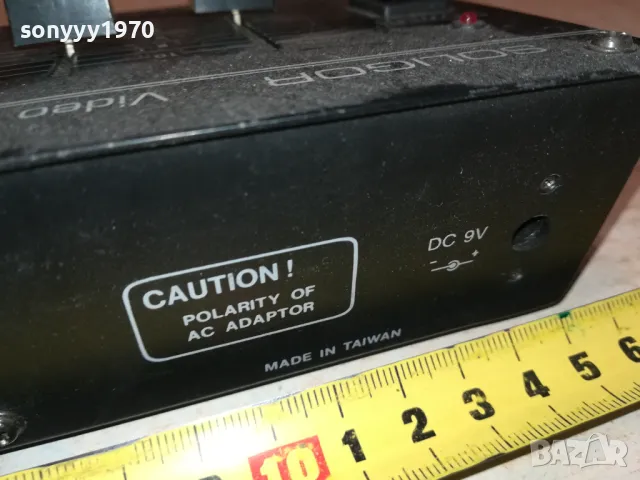 sonyyy1970
SOLIGOR
Video
CAUTION !
POLARITY OF
AC ADAPTOR
DC 9V
- +
MADE IN TAIWAN
10 1 2 3 4 5 6
BAZAR